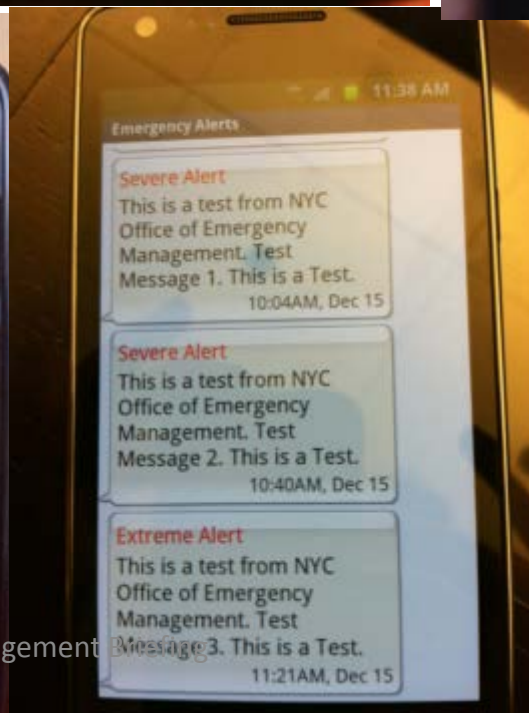 11:38 AM
Emergency Alerts
Severe Alert
This is a test from NYC
Office of Emergency
Management. Test
Message 1. This is a Test.
10:04AM, Dec 15
Severe Alert
This is a test from NYC
Office of Emergency
Management. Test
Message 2. This is a Test.
10:40AM, Dec 15
Extreme Alert
This is a test from NYC
Office of Emergency
Management. Test
Message 3. This is a Test.
11:21AM, Dec 15
gement Briefing